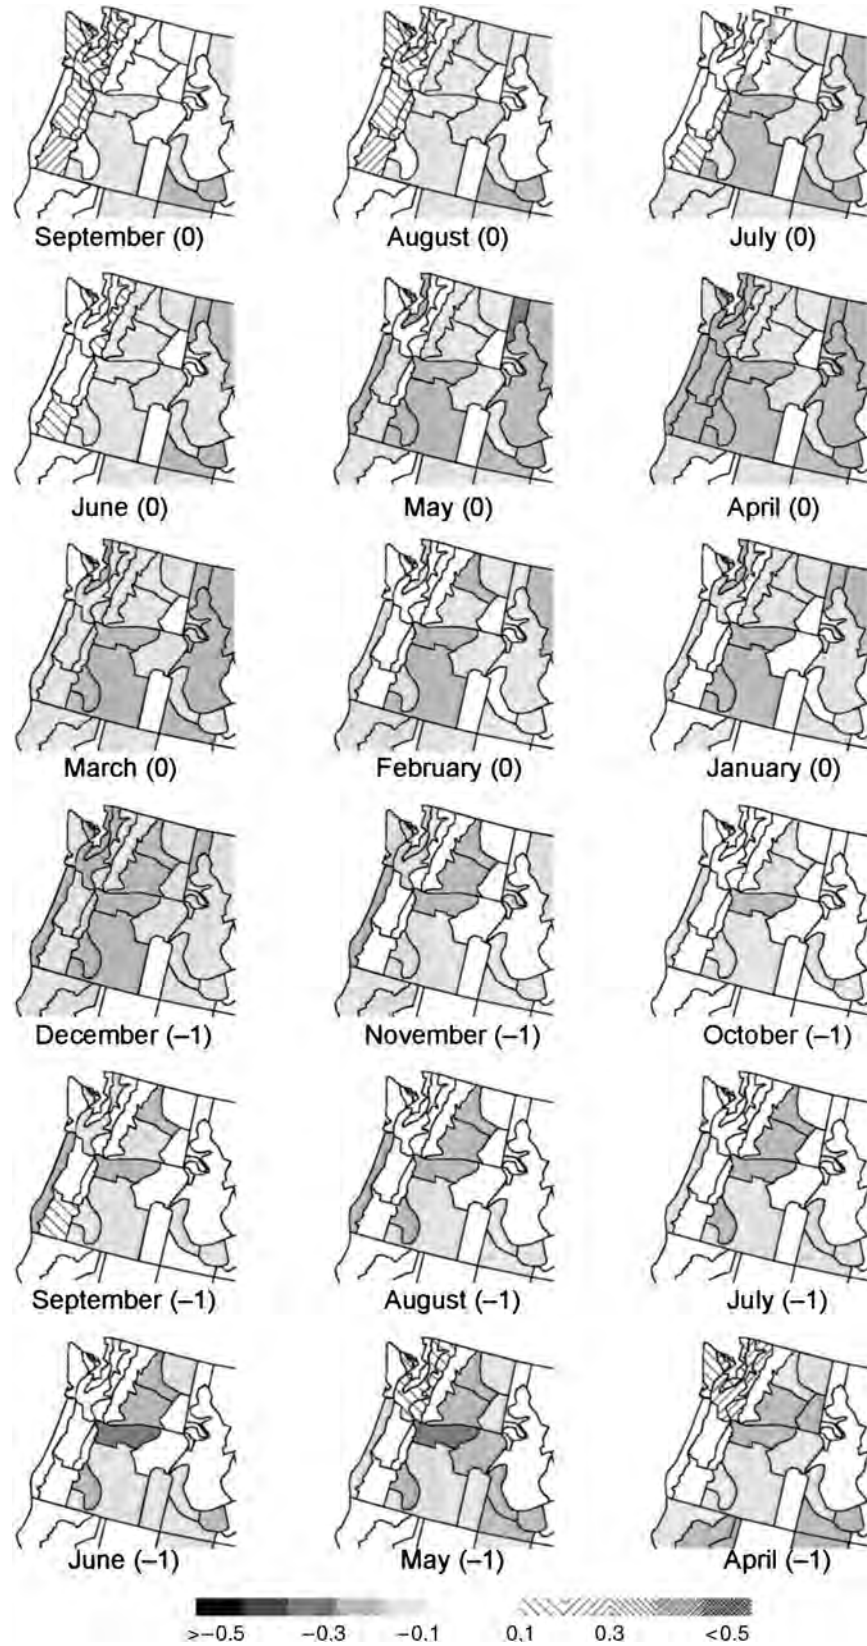 September (0) August (0) July (0)
June (0) May (0) April (0)
March (0) February (0) January (0)
December (–1) November (–1) October (–1)
September (–1) August (–1) July (–1)
June (–1) May (–1) April (–1)
>–0.5 –0.3 –0.1 0.1 0.3 <0.5